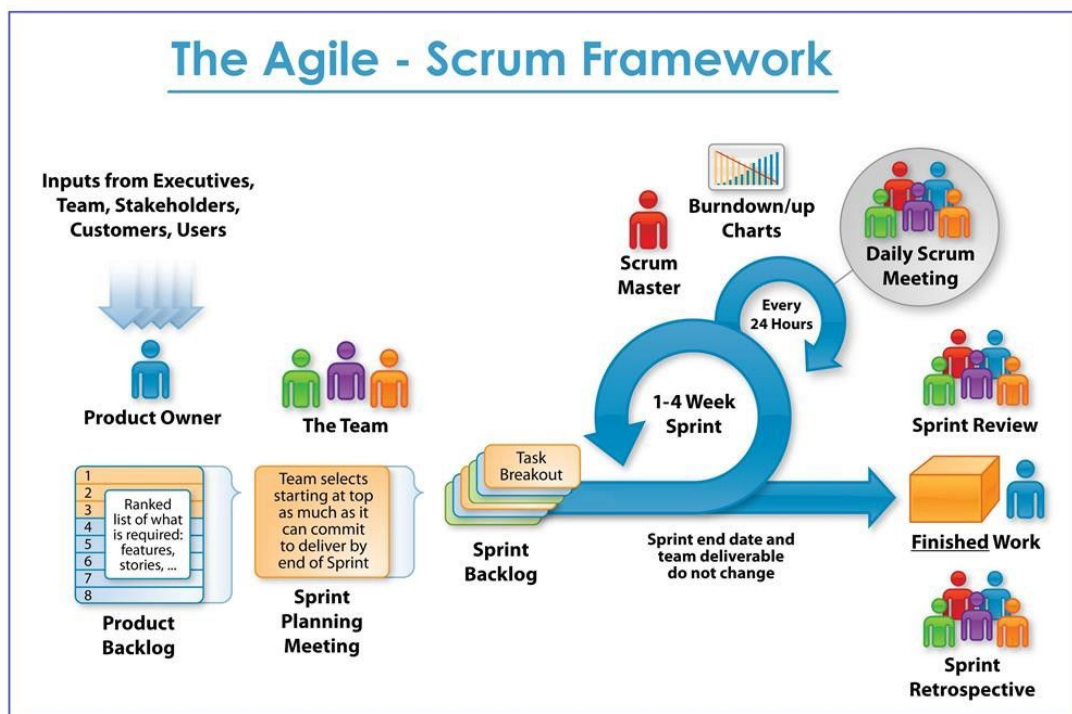 The Agile - Scrum Framework
Inputs from Executives,
Team, Stakeholders,
Customers, Users
Product Owner
The Team
1
2
3
4
5
6
7
8
Ranked
list of what
is required:
features,
stories, ...
Product
Backlog
Team selects
starting at top
as much as it
can commit
to deliver by
end of Sprint
Sprint
Planning
Meeting
Task
Breakout
Sprint
Backlog
Scrum
Master
Burndown/up
Charts
Every
24 Hours
Daily Scrum
Meeting
1-4 Week
Sprint
Sprint end date and
team deliverable
do not change
Sprint Review
Finished Work
Sprint
Retrospective